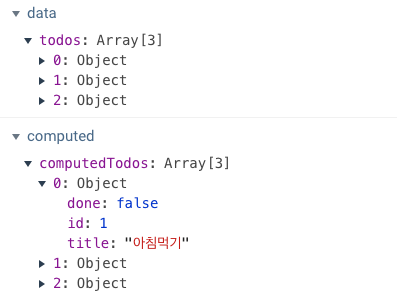 data
todos: Array[3]
0: Object
1: Object
2: Object
computed
computedTodos: Array[3]
0: Object
done: false
id: 1
title: "아침먹기"
1: Object
2: Object